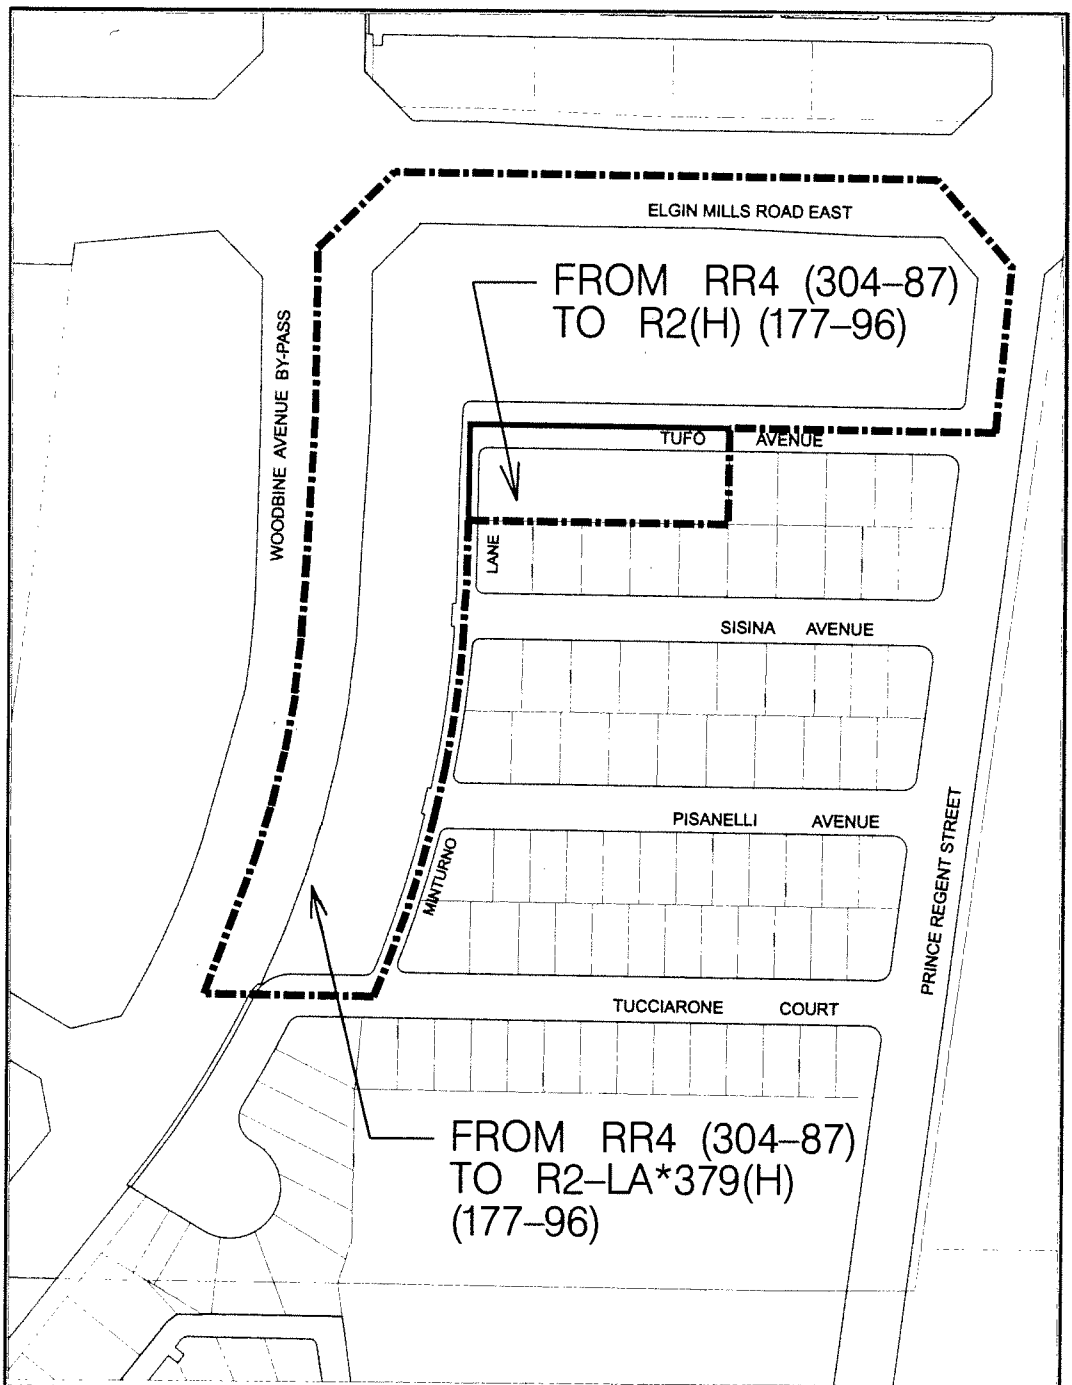 ELGIN MILLS ROAD EAST
FROM RR4 (304–87)
TO R2(H) (177–96)
WOODBINE AVENUE BY-PASS
TUFO AVENUE
LANE
SISINA AVENUE
PISANELLI AVENUE
MINTURNO
PRINCE REGENT STREET
TUCCIARONE COURT
FROM RR4 (304–87)
TO R2–LA*379(H)
(177–96)